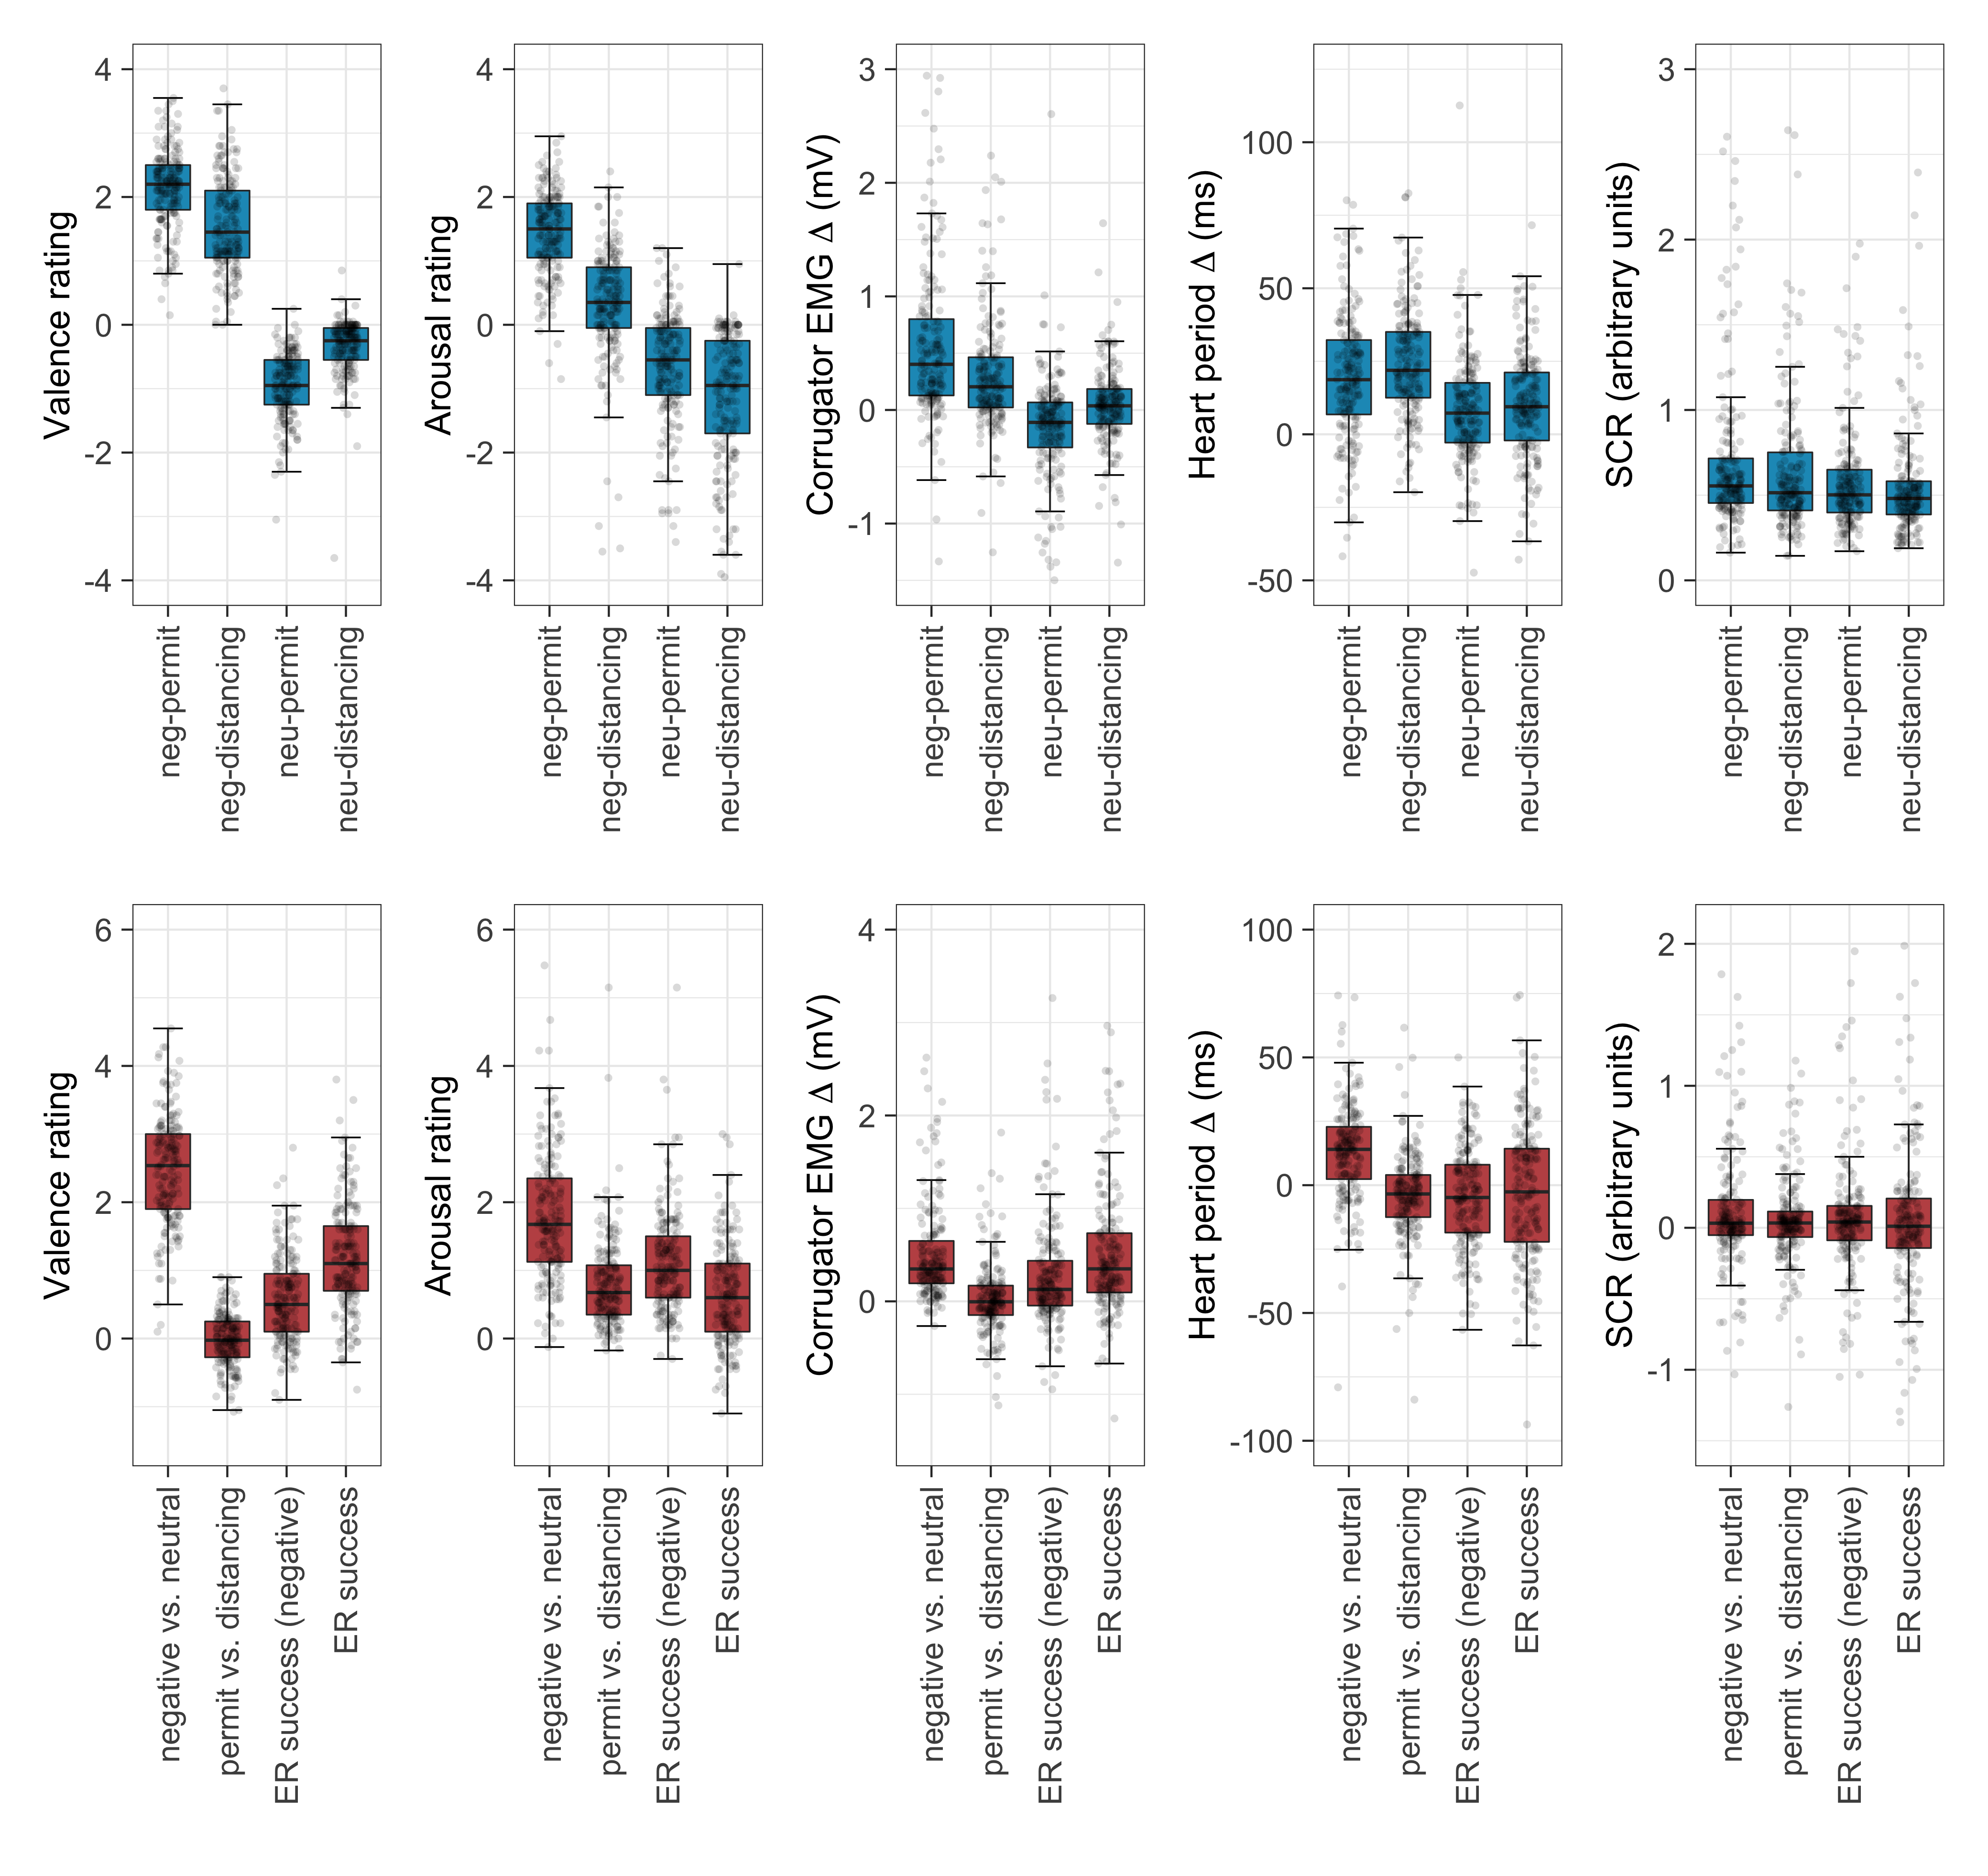 Valence rating
4
2
0
-2
-4
neg-permit
neg-distancing
neu-permit
neu-distancing
Arousal rating
4
2
0
-2
-4
neg-permit
neg-distancing
neu-permit
neu-distancing
Corrugator EMG Δ (mV)
3
2
1
0
-1
neg-permit
neg-distancing
neu-permit
neu-distancing
Heart period Δ (ms)
100
50
0
-50
neg-permit
neg-distancing
neu-permit
neu-distancing
SCR (arbitrary units)
3
2
1
0
neg-permit
neg-distancing
neu-permit
neu-distancing
Valence rating
6
4
2
0
negative vs. neutral
permit vs. distancing
ER success (negative)
ER success
Arousal rating
6
4
2
0
negative vs. neutral
permit vs. distancing
ER success (negative)
ER success
Corrugator EMG Δ (mV)
4
2
0
negative vs. neutral
permit vs. distancing
ER success (negative)
ER success
Heart period Δ (ms)
100
50
0
-50
-100
negative vs. neutral
permit vs. distancing
ER success (negative)
ER success
SCR (arbitrary units)
2
1
0
-1
negative vs. neutral
permit vs. distancing
ER success (negative)
ER success